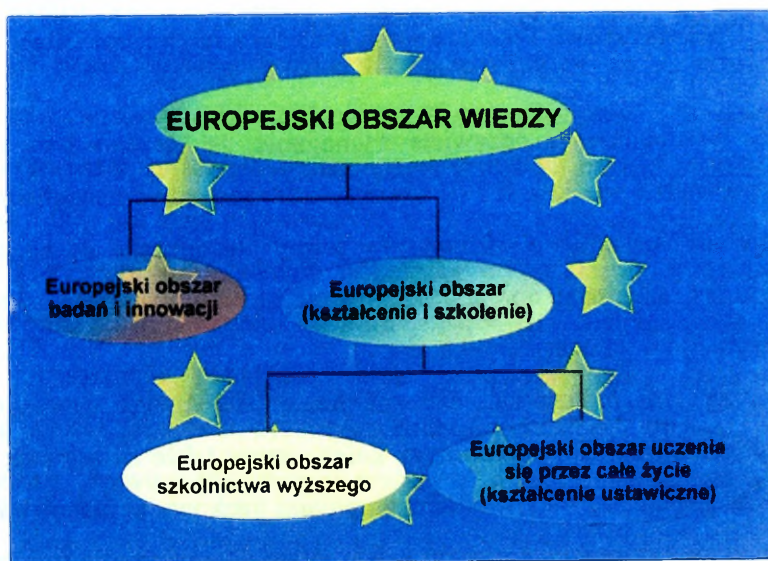 EUROPEJSKI OBSZAR WIEDZY
Europejski obszar
badań i innowacji
Europejski obszar
(kształcenie i szkolenie)
Europejski obszar
szkolnictwa wyższego
Europejski obszar uczenia
się przez całe życie
(kształcenie ustawiczne)